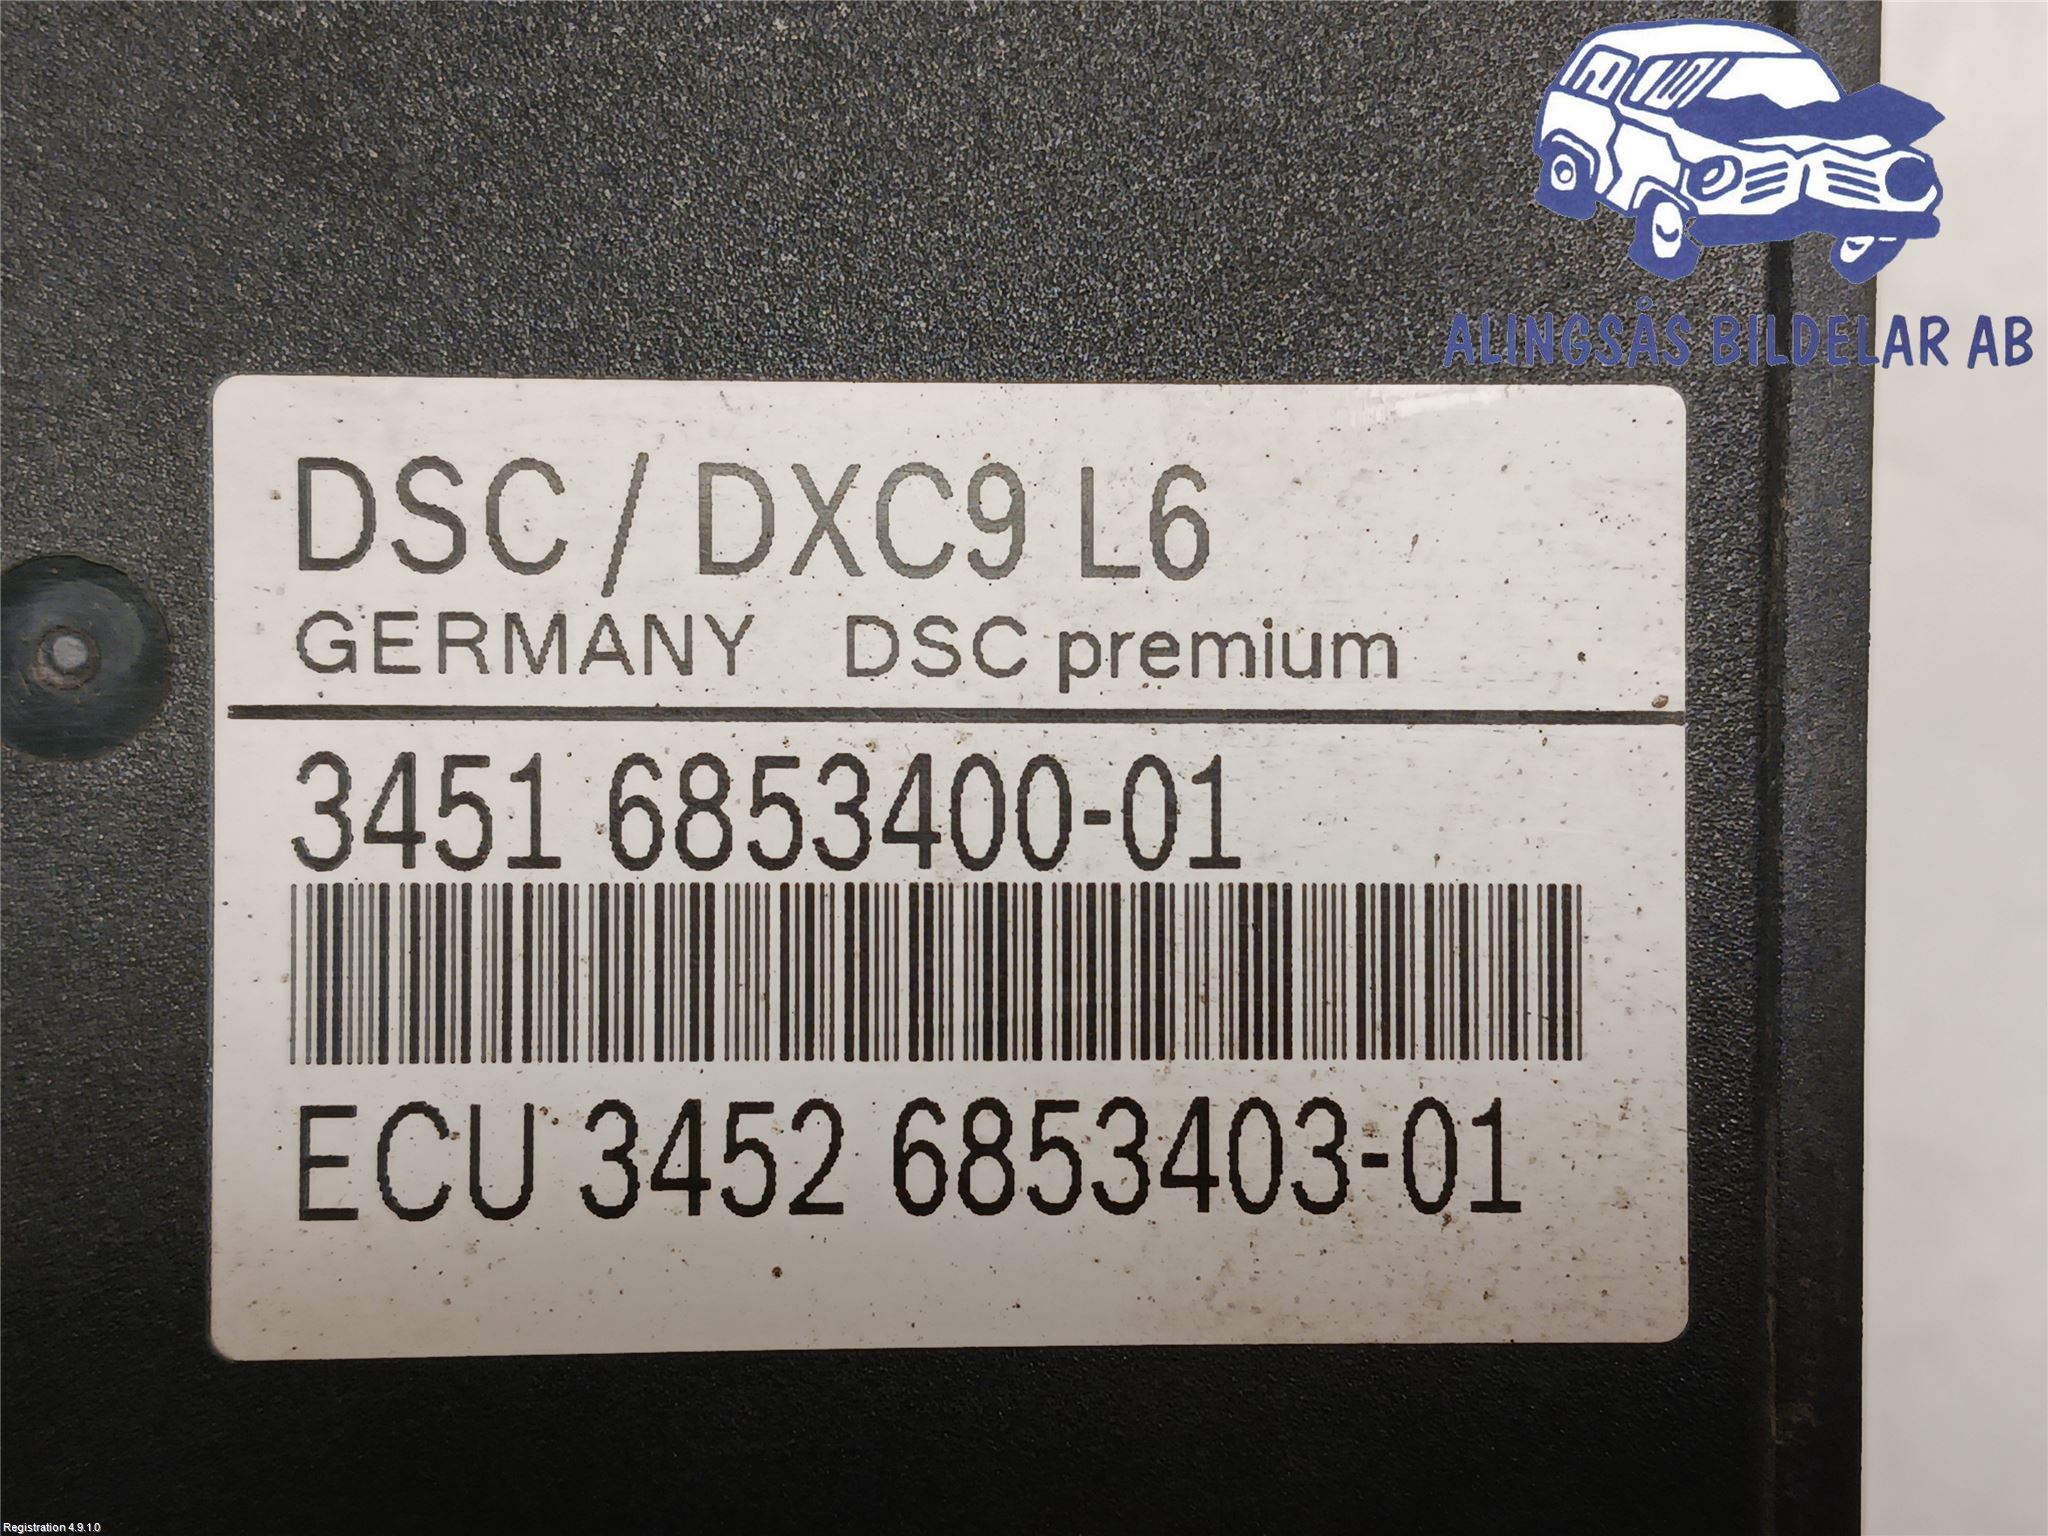 ALINGSÅS BILDELAR AB
DSC / DXC9 L6
GERMANY DSC premium
3451 6853400-01
ECU 3452 6853403-01
Registration 4.9.1.0